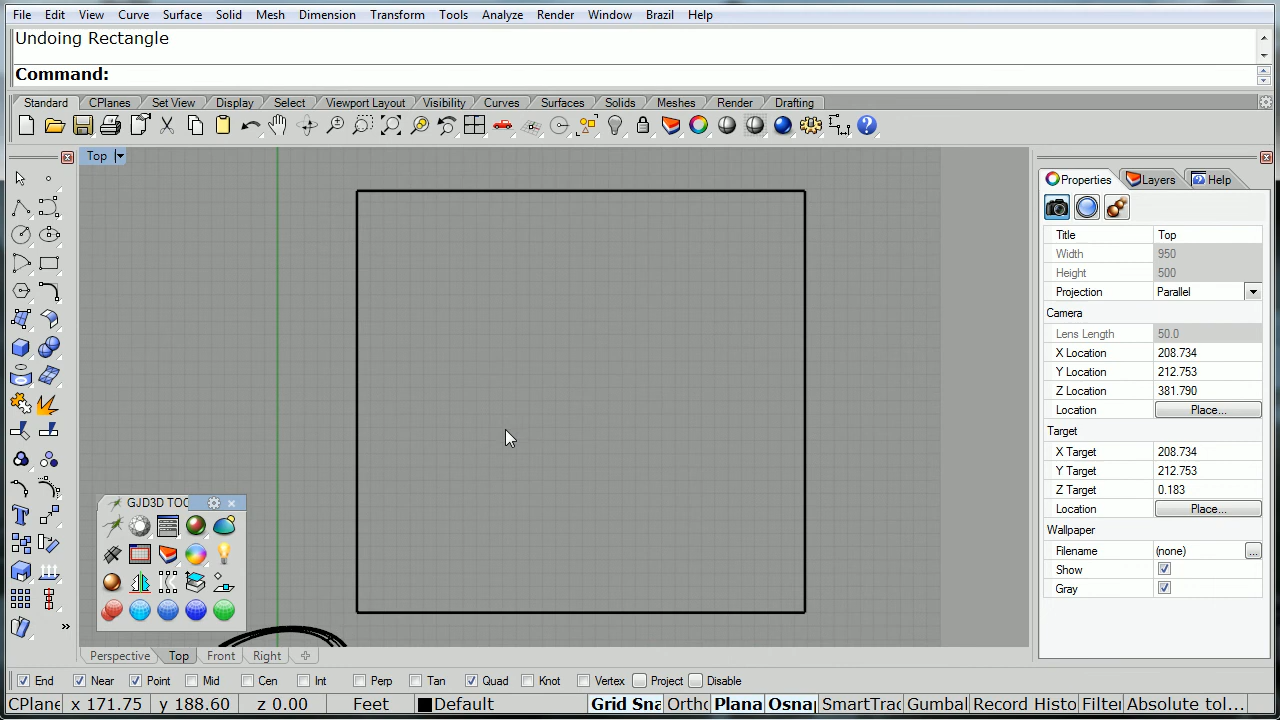 File Edit View Curve Surface Solid Mesh Dimension Transform Tools Analyze Render Window Brazil Help
Undoing Rectangle
Command:
Standard CPlanes Set View Display Select Viewport Layout Visibility Curves Surfaces Solids Meshes Render Drafting
Top
Properties Layers Help
Title Top
Width 950
Height 500
Projection Parallel
Camera
Lens Length 50.0
X Location 208.734
Y Location 212.753
Z Location 381.790
Location Place...
Target
X Target 208.734
Y Target 212.753
Z Target 0.183
Location Place...
Wallpaper
Filename (none) ...
Show
Gray
GJD3D TOO
Perspective Top Front Right
End Near Point Mid Cen Int Perp Tan Quad Knot Vertex Project Disable
CPlane x 171.75 y 188.60 z 0.00 Feet Default Grid Sna Ortho Plana Osnap SmartTrac Gumbal Record Histo Filter Absolute tol...